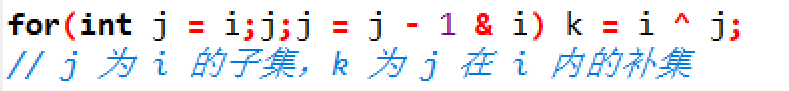 for(int j = i;j;j = j - 1 & i) k = i ^ j;
// j 为 i 的子集，k 为 j 在 i 内的补集